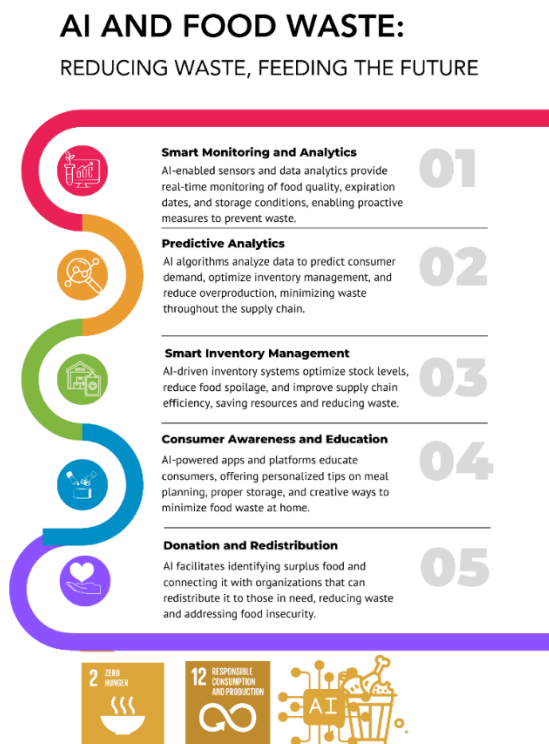 AI AND FOOD WASTE:
REDUCING WASTE, FEEDING THE FUTURE
Smart Monitoring and Analytics
01
AI-enabled sensors and data analytics provide
real-time monitoring of food quality, expiration
dates, and storage conditions, enabling proactive
measures to prevent waste.
Predictive Analytics
02
AI algorithms analyze data to predict consumer
demand, optimize inventory management, and
reduce overproduction, minimizing waste
throughout the supply chain.
Smart Inventory Management
03
AI-driven inventory systems optimize stock levels,
reduce food spoilage, and improve supply chain
efficiency, saving resources and reducing waste.
Consumer Awareness and Education
04
AI-powered apps and platforms educate
consumers, offering personalized tips on meal
planning, proper storage, and creative ways to
minimize food waste at home.
Donation and Redistribution
05
AI facilitates identifying surplus food and
connecting it with organizations that can
redistribute it to those in need, reducing waste
and addressing food insecurity.
2 ZERO
HUNGER
12 RESPONSIBLE
CONSUMPTION
AND PRODUCTION
AI